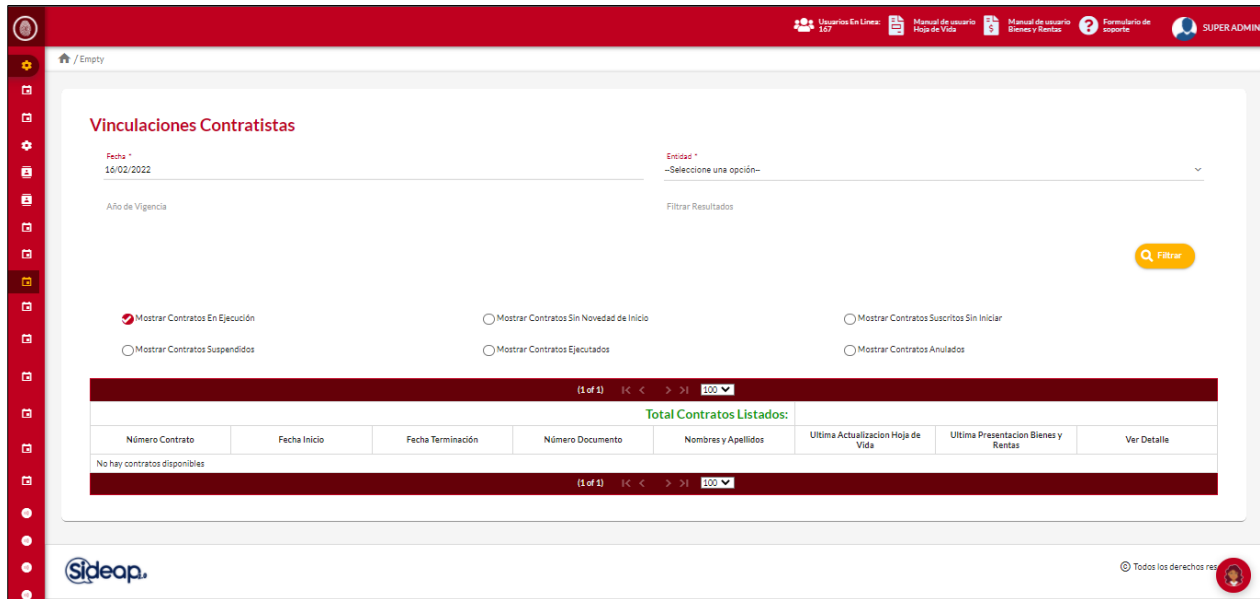 Usuarios En Linea: 167
Manual de usuario Hoja de Vida
Manual de usuario Bienes y Rentas
Formulario de soporte
SUPER ADMIN
/ Empty
Vinculaciones Contratistas
Fecha *
16/02/2022
Entidad *
--Seleccione una opción--
Año de Vigencia
Filtrar Resultados
Filtrar
Mostrar Contratos En Ejecución
Mostrar Contratos Sin Novedad de Inicio
Mostrar Contratos Suscritos Sin Iniciar
Mostrar Contratos Suspendidos
Mostrar Contratos Ejecutados
Mostrar Contratos Anulados
(1 of 1) 100
Total Contratos Listados:
Número Contrato
Fecha Inicio
Fecha Terminación
Número Documento
Nombres y Apellidos
Ultima Actualizacion Hoja de Vida
Ultima Presentacion Bienes y Rentas
Ver Detalle
No hay contratos disponibles
(1 of 1) 100
Sideap.
© Todos los derechos res